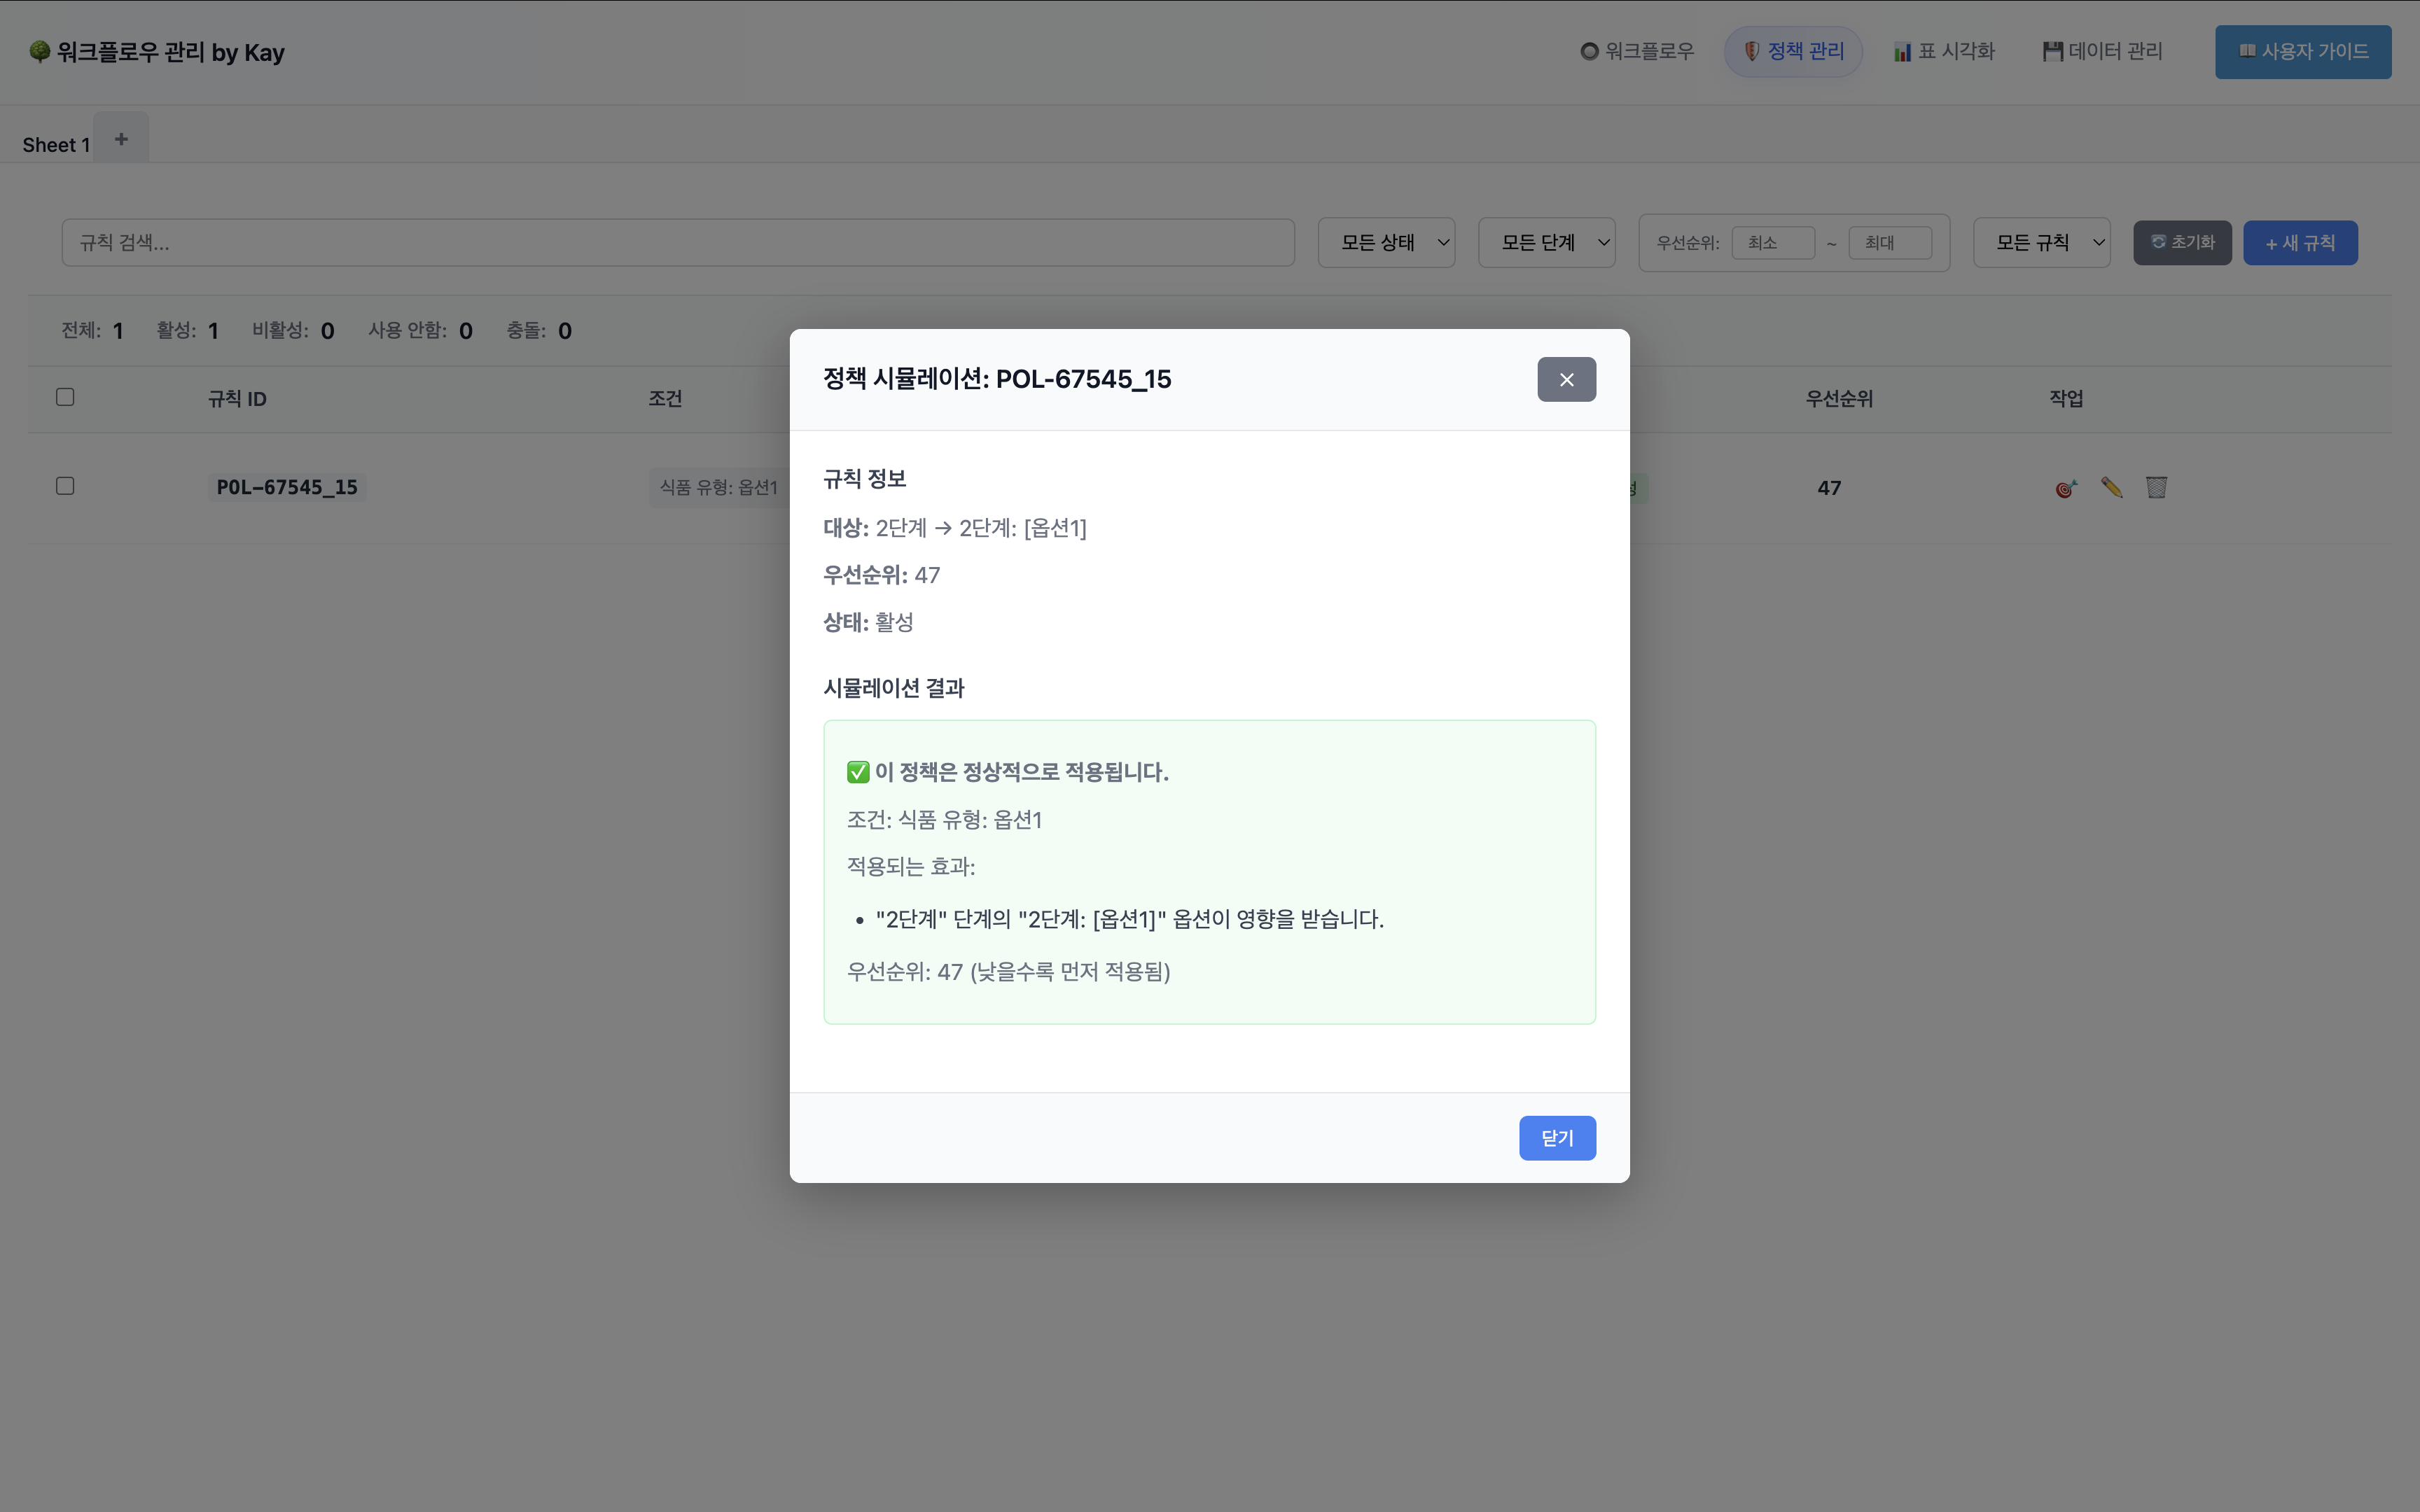 워크플로우 관리 by Kay
워크플로우
정책 관리
표 시각화
데이터 관리
사용자 가이드
Sheet 1
+
규칙 검색...
모든 상태
모든 단계
우선순위: 최소 ~ 최대
모든 규칙
초기화
+ 새 규칙
전체: 1 활성: 1 비활성: 0 사용 안함: 0 충돌: 0
규칙 ID 조건 우선순위 작업
POL-67545_15 식품 유형: 옵션1 47
정책 시뮬레이션: POL-67545_15
×
규칙 정보
대상: 2단계 → 2단계: [옵션1]
우선순위: 47
상태: 활성
시뮬레이션 결과
✅ 이 정책은 정상적으로 적용됩니다.
조건: 식품 유형: 옵션1
적용되는 효과:
• "2단계" 단계의 "2단계: [옵션1]" 옵션이 영향을 받습니다.
우선순위: 47 (낮을수록 먼저 적용됨)
닫기